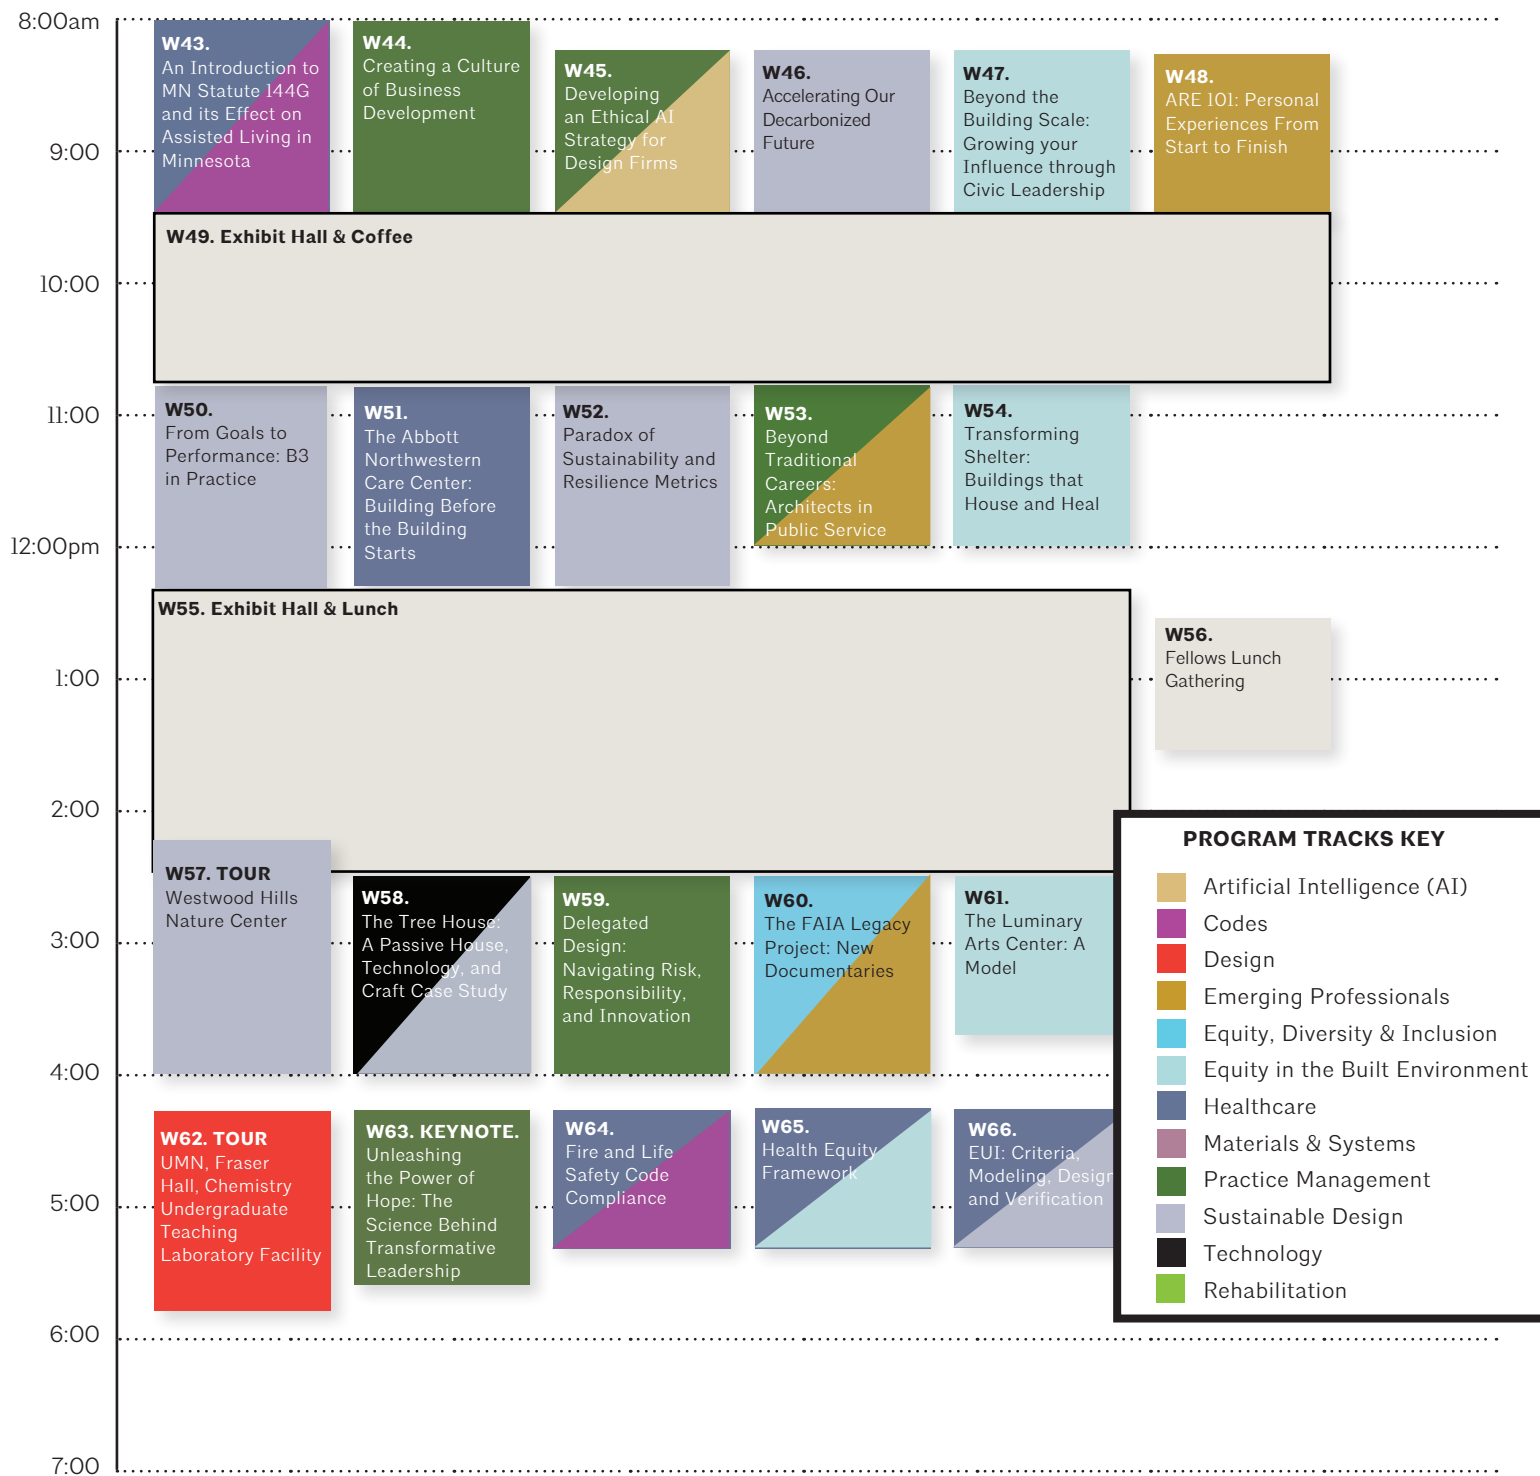 8:00am
W43.
An Introduction to
MN Statute 144G
and its Effect on
Assisted Living in
Minnesota
W44.
Creating a Culture
of Business
Development
W45.
Developing
an Ethical AI
Strategy for
Design Firms
W46.
Accelerating Our
Decarbonized
Future
W47.
Beyond the
Building Scale:
Growing your
Influence through
Civic Leadership
W48.
ARE 101: Personal
Experiences From
Start to Finish
9:00
W49. Exhibit Hall & Coffee
10:00
W50.
From Goals to
Performance: B3
in Practice
W51.
The Abbott
Northwestern
Care Center:
Building Before
the Building
Starts
W52.
Paradox of
Sustainability and
Resilience Metrics
W53.
Beyond
Traditional
Careers:
Architects in
Public Service
W54.
Transforming
Shelter:
Buildings that
House and Heal
11:00
12:00pm
W55. Exhibit Hall & Lunch
W56.
Fellows Lunch
Gathering
1:00
2:00
W57. TOUR
Westwood Hills
Nature Center
W58.
The Tree House:
A Passive House,
Technology, and
Craft Case Study
W59.
Delegated
Design:
Navigating Risk,
Responsibility,
and Innovation
W60.
The FAIA Legacy
Project: New
Documentaries
W61.
The Luminary
Arts Center: A
Model
3:00
4:00
W62. TOUR
UMN, Fraser
Hall, Chemistry
Undergraduate
Teaching
Laboratory Facility
W63. KEYNOTE.
Unleashing
the Power of
Hope: The
Science Behind
Transformative
Leadership
W64.
Fire and Life
Safety Code
Compliance
W65.
Health Equity
Framework
W66.
EUI: Criteria,
Modeling, Design
and Verification
5:00
6:00
7:00
PROGRAM TRACKS KEY
Artificial Intelligence (AI)
Codes
Design
Emerging Professionals
Equity, Diversity & Inclusion
Equity in the Built Environment
Healthcare
Materials & Systems
Practice Management
Sustainable Design
Technology
Rehabilitation